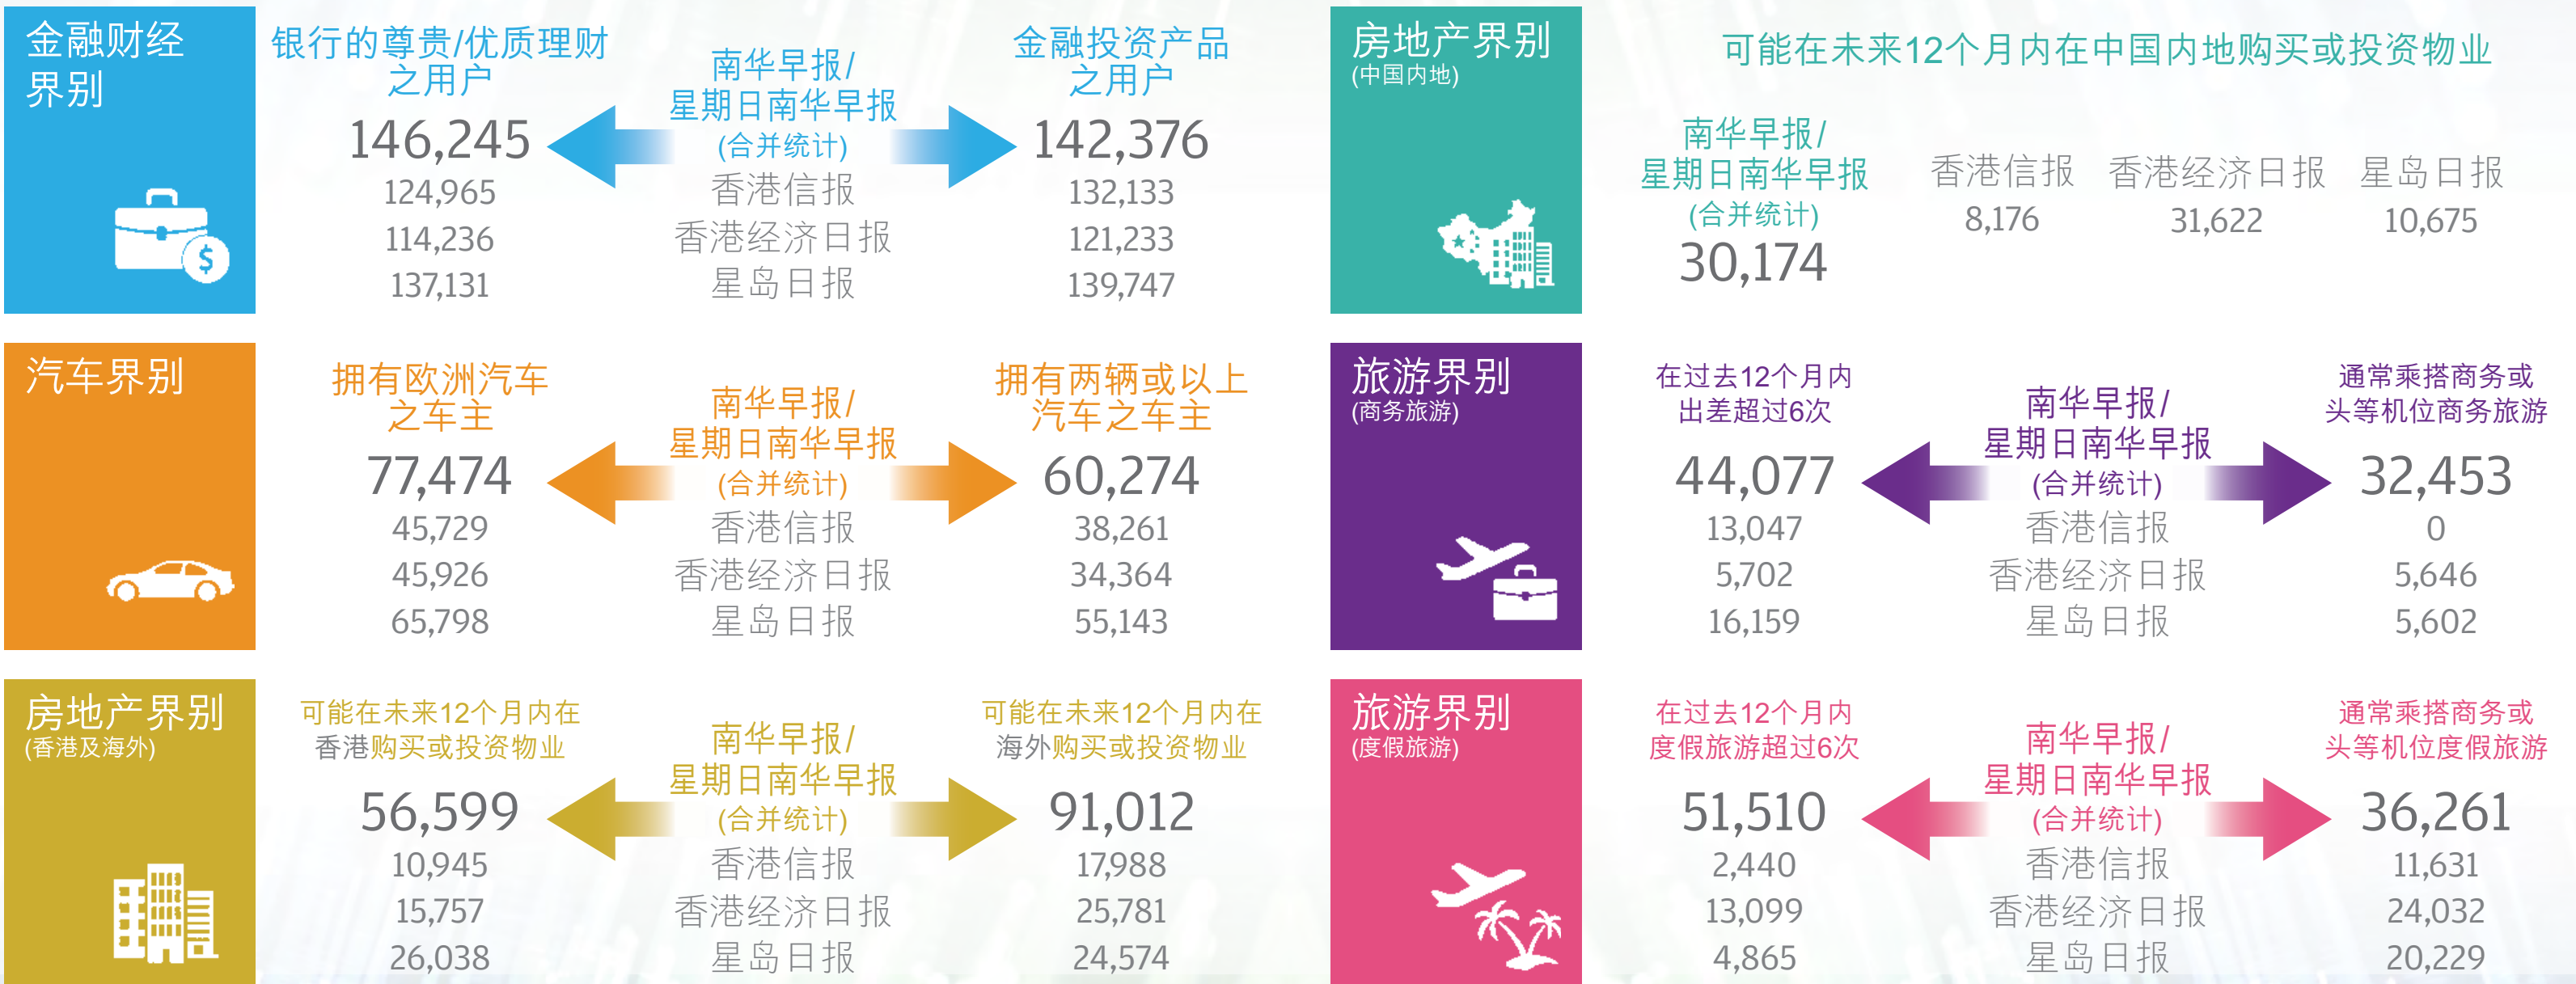 金融财经
界别
银行的尊贵/优质理财
之用户
146,245
124,965
114,236
137,131
南华早报/
星期日南华早报
(合并统计)
香港信报
香港经济日报
星岛日报
金融投资产品
之用户
142,376
132,133
121,233
139,747
房地产界别
(中国内地)
可能在未来12个月内在中国内地购买或投资物业
南华早报/
星期日南华早报
(合并统计)
30,174
香港信报
8,176
香港经济日报
31,622
星岛日报
10,675
汽车界别
拥有欧洲汽车
之车主
77,474
45,729
45,926
65,798
南华早报/
星期日南华早报
(合并统计)
香港信报
香港经济日报
星岛日报
拥有两辆或以上
汽车之车主
60,274
38,261
34,364
55,143
旅游界别
(商务旅游)
在过去12个月内
出差超过6次
44,077
13,047
5,702
16,159
南华早报/
星期日南华早报
(合并统计)
香港信报
香港经济日报
星岛日报
通常乘搭商务或
头等机位商务旅游
32,453
0
5,646
5,602
房地产界别
(香港及海外)
可能在未来12个月内在
香港购买或投资物业
56,599
10,945
15,757
26,038
南华早报/
星期日南华早报
(合并统计)
香港信报
香港经济日报
星岛日报
可能在未来12个月内在
海外购买或投资物业
91,012
17,988
25,781
24,574
旅游界别
(度假旅游)
在过去12个月内
度假旅游超过6次
51,510
2,440
13,099
4,865
南华早报/
星期日南华早报
(合并统计)
香港信报
香港经济日报
星岛日报
通常乘搭商务或
头等机位度假旅游
36,261
11,631
24,032
20,229